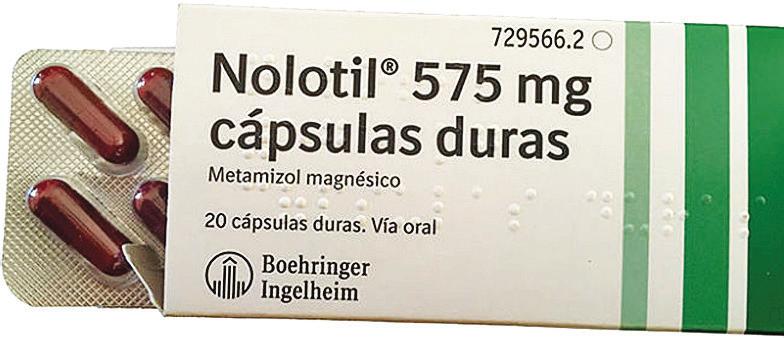 729566.2
Nolotil® 575 mg
cápsulas duras
Metamizol magnésico
20 cápsulas duras. Vía oral
Boehringer
Ingelheim